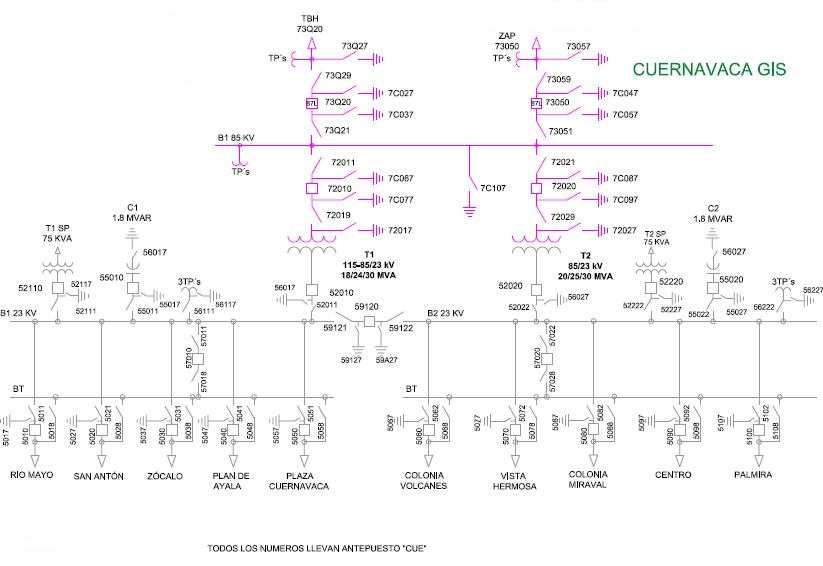 TBH
73Q20
ZAP
73050
73Q27
73057
TP´s
TP´s
CUERNAVACA GIS
73Q29
73059
7C027
7C047
87L
73Q20
87L
73050
7C037
7C057
73Q21
73051
B1 85 KV
TP's
72011
72021
7C067
7C087
72010
72020
7C107
7C077
7C097
72019
72029
72017
72027
C1
1.8 MVAR
C2
1.8 MVAR
T1 SP
75 KVA
T2 SP
75 KVA
56017
56027
T1
115-85/23 kV
18/24/30 MVA
T2
85/23 kV
20/25/30 MVA
52110
52117
52111
55010
55017
55011
3TP´s
56117
56111
56017
52010
52011
59120
59121
59122
59127
59A27
52020
56027
52022
52220
52222
52227
55020
55022
55027
3TP´s
56227
56222
B1 23 KV
B2 23 KV
57011
57010
57018
57022
57020
57028
BT
BT
5017
5010
5011
5018
5027
5020
5021
5028
5037
5030
5031
5038
5047
5040
5041
5048
5057
5050
5051
5058
5067
5060
5062
5068
5077
5070
5072
5078
5087
5080
5082
5088
5097
5090
5092
5098
5107
5100
5102
5108
RÍO MAYO
SAN ANTÓN
ZÓCALO
PLAN DE
AYALA
PLAZA
CUERNAVACA
COLONIA
VOLCANES
VISTA
HERMOSA
COLONIA
MIRAVAL
CENTRO
PALMIRA
TODOS LOS NUMEROS LLEVAN ANTEPUESTO "CUE"